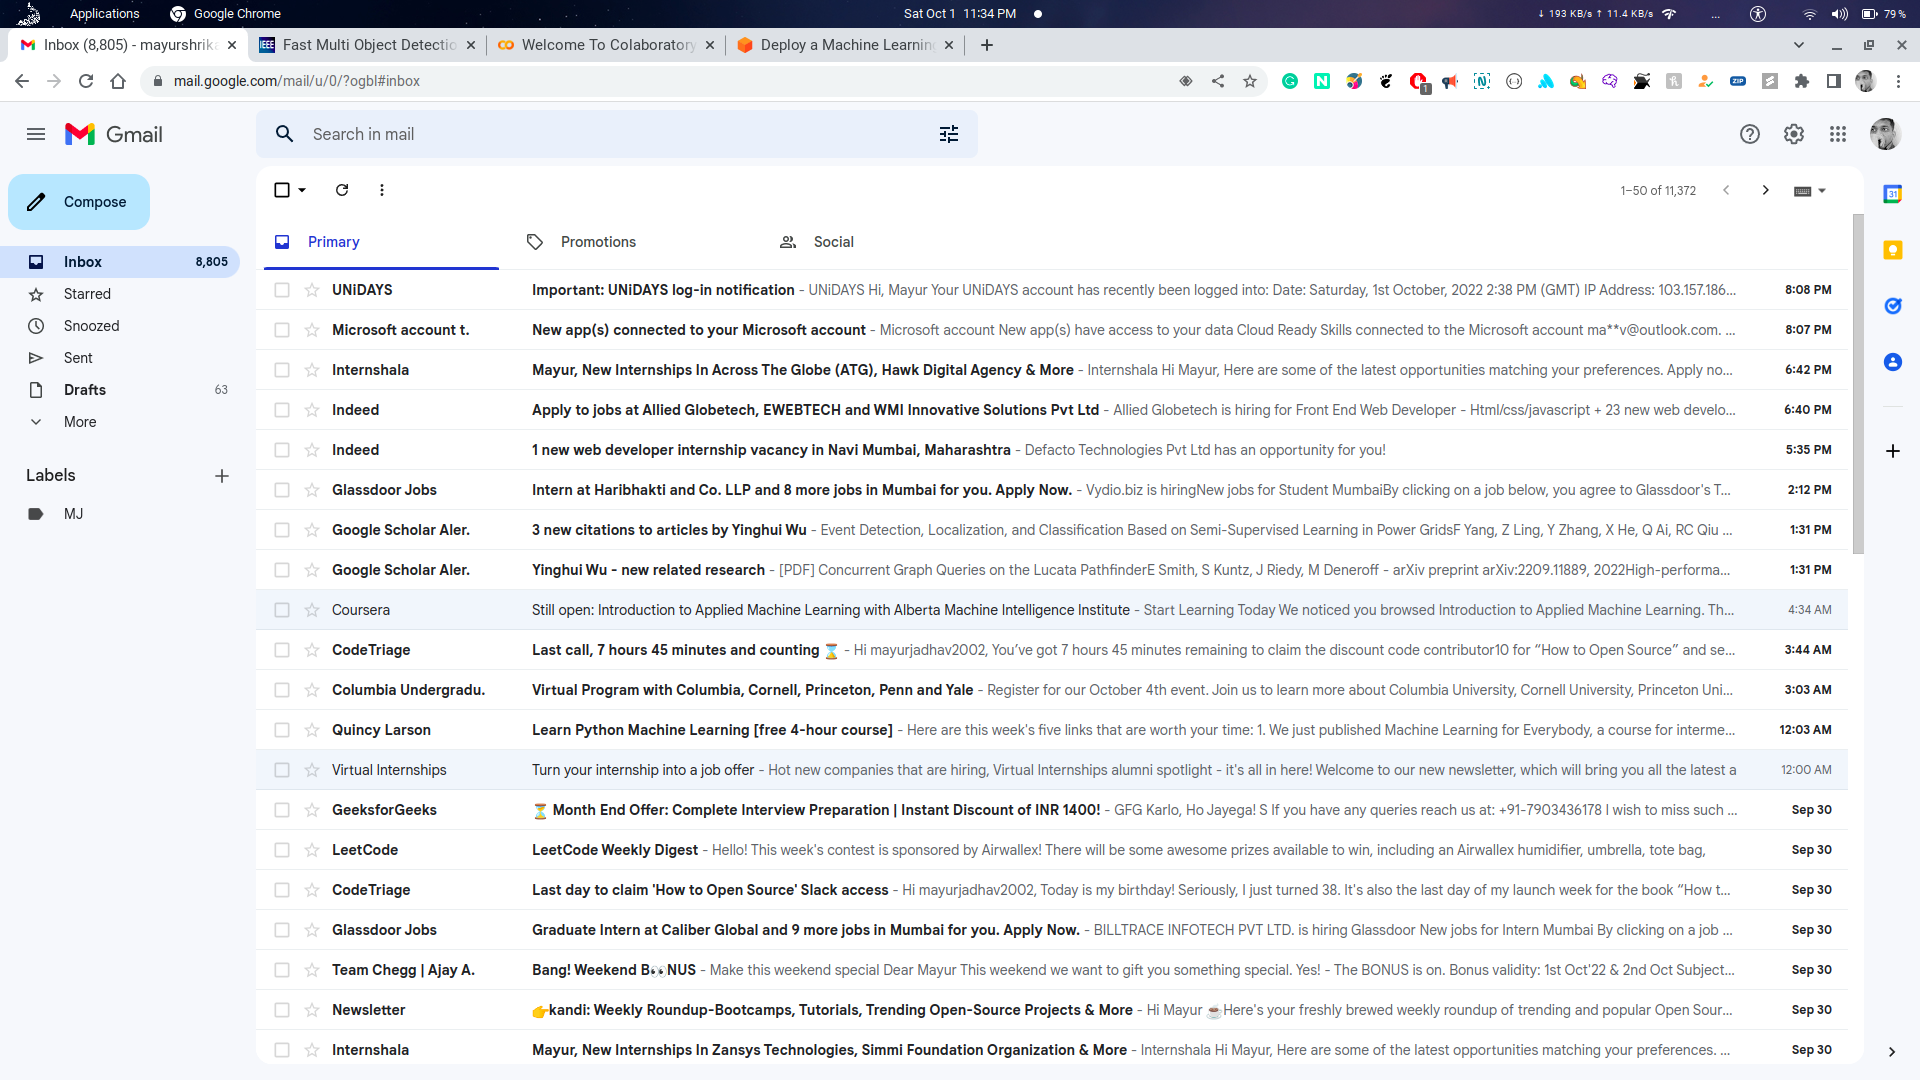 Applications Google Chrome Sat Oct 1 11:34 PM ↓ 193 KB/s ↑ 11.4 KB/s ... 79 %
Inbox (8,805) - mayurshrika Fast Multi Object Detectio Welcome To Colaboratory Deploy a Machine Learning
mail.google.com/mail/u/0/?ogbl#inbox
Gmail Search in mail
Compose
1–50 of 11,372
Primary Promotions Social
Inbox 8,805
Starred
Snoozed
Sent
Drafts 63
More
Labels
MJ
UNiDAYS Important: UNiDAYS log-in notification - UNiDAYS Hi, Mayur Your UNiDAYS account has recently been logged into: Date: Saturday, 1st October, 2022 2:38 PM (GMT) IP Address: 103.157.186... 8:08 PM
Microsoft account t. New app(s) connected to your Microsoft account - Microsoft account New app(s) have access to your data Cloud Ready Skills connected to the Microsoft account ma**v@outlook.com. ... 8:07 PM
Internshala Mayur, New Internships In Across The Globe (ATG), Hawk Digital Agency & More - Internshala Hi Mayur, Here are some of the latest opportunities matching your preferences. Apply no... 6:42 PM
Indeed Apply to jobs at Allied Globetech, EWEBTECH and WMI Innovative Solutions Pvt Ltd - Allied Globetech is hiring for Front End Web Developer - Html/css/javascript + 23 new web develo... 6:40 PM
Indeed 1 new web developer internship vacancy in Navi Mumbai, Maharashtra - Defacto Technologies Pvt Ltd has an opportunity for you! 5:35 PM
Glassdoor Jobs Intern at Haribhakti and Co. LLP and 8 more jobs in Mumbai for you. Apply Now. - Vydio.biz is hiringNew jobs for Student MumbaiBy clicking on a job below, you agree to Glassdoor's T... 2:12 PM
Google Scholar Aler. 3 new citations to articles by Yinghui Wu - Event Detection, Localization, and Classification Based on Semi-Supervised Learning in Power GridsF Yang, Z Ling, Y Zhang, X He, Q Ai, RC Qiu ... 1:31 PM
Google Scholar Aler. Yinghui Wu - new related research - [PDF] Concurrent Graph Queries on the Lucata PathfinderE Smith, S Kuntz, J Riedy, M Deneroff - arXiv preprint arXiv:2209.11889, 2022High-performa... 1:31 PM
Coursera Still open: Introduction to Applied Machine Learning with Alberta Machine Intelligence Institute - Start Learning Today We noticed you browsed Introduction to Applied Machine Learning. Th... 4:34 AM
CodeTriage Last call, 7 hours 45 minutes and counting ⌛ - Hi mayurjadhav2002, You've got 7 hours 45 minutes remaining to claim the discount code contributor10 for “How to Open Source” and se... 3:44 AM
Columbia Undergradu. Virtual Program with Columbia, Cornell, Princeton, Penn and Yale - Register for our October 4th event. Join us to learn more about Columbia University, Cornell University, Princeton Uni... 3:03 AM
Quincy Larson Learn Python Machine Learning [free 4-hour course] - Here are this week's five links that are worth your time: 1. We just published Machine Learning for Everybody, a course for interme... 12:03 AM
Virtual Internships Turn your internship into a job offer - Hot new companies that are hiring, Virtual Internships alumni spotlight - it's all in here! Welcome to our new newsletter, which will bring you all the latest a 12:00 AM
GeeksforGeeks ⏳ Month End Offer: Complete Interview Preparation | Instant Discount of INR 1400! - GFG Karlo, Ho Jayega! S If you have any queries reach us at: +91-7903436178 I wish to miss such ... Sep 30
LeetCode LeetCode Weekly Digest - Hello! This week's contest is sponsored by Airwallex! There will be some awesome prizes available to win, including an Airwallex humidifier, umbrella, tote bag, Sep 30
CodeTriage Last day to claim 'How to Open Source' Slack access - Hi mayurjadhav2002, Today is my birthday! Seriously, I just turned 38. It's also the last day of my launch week for the book “How t... Sep 30
Glassdoor Jobs Graduate Intern at Caliber Global and 9 more jobs in Mumbai for you. Apply Now. - BILLTRACE INFOTECH PVT LTD. is hiring Glassdoor New jobs for Intern Mumbai By clicking on a job ... Sep 30
Team Chegg | Ajay A. Bang! Weekend B👀NUS - Make this weekend special Dear Mayur This weekend we want to gift you something special. Yes! - The BONUS is on. Bonus validity: 1st Oct'22 & 2nd Oct Subject... Sep 30
Newsletter 👉kandi: Weekly Roundup-Bootcamps, Tutorials, Trending Open-Source Projects & More - Hi Mayur ☕Here's your freshly brewed weekly roundup of trending and popular Open Sour... Sep 30
Internshala Mayur, New Internships In Zansys Technologies, Simmi Foundation Organization & More - Internshala Hi Mayur, Here are some of the latest opportunities matching your preferences. ... Sep 30